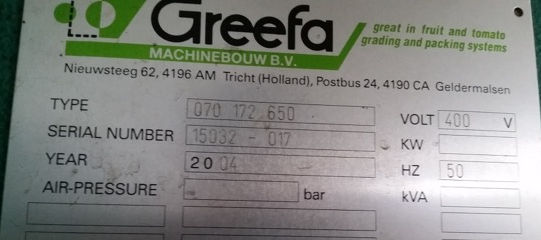 Greefa
MACHINEBOUW B.V.
great in fruit and tomato
grading and packing systems
Nieuwsteeg 62, 4196 AM Tricht (Holland), Postbus 24, 4190 CA Geldermalsen
TYPE 070 172 650
VOLT 400 V
SERIAL NUMBER 15032 - 017
KW
YEAR 2004
HZ 50
AIR-PRESSURE - bar
kVA